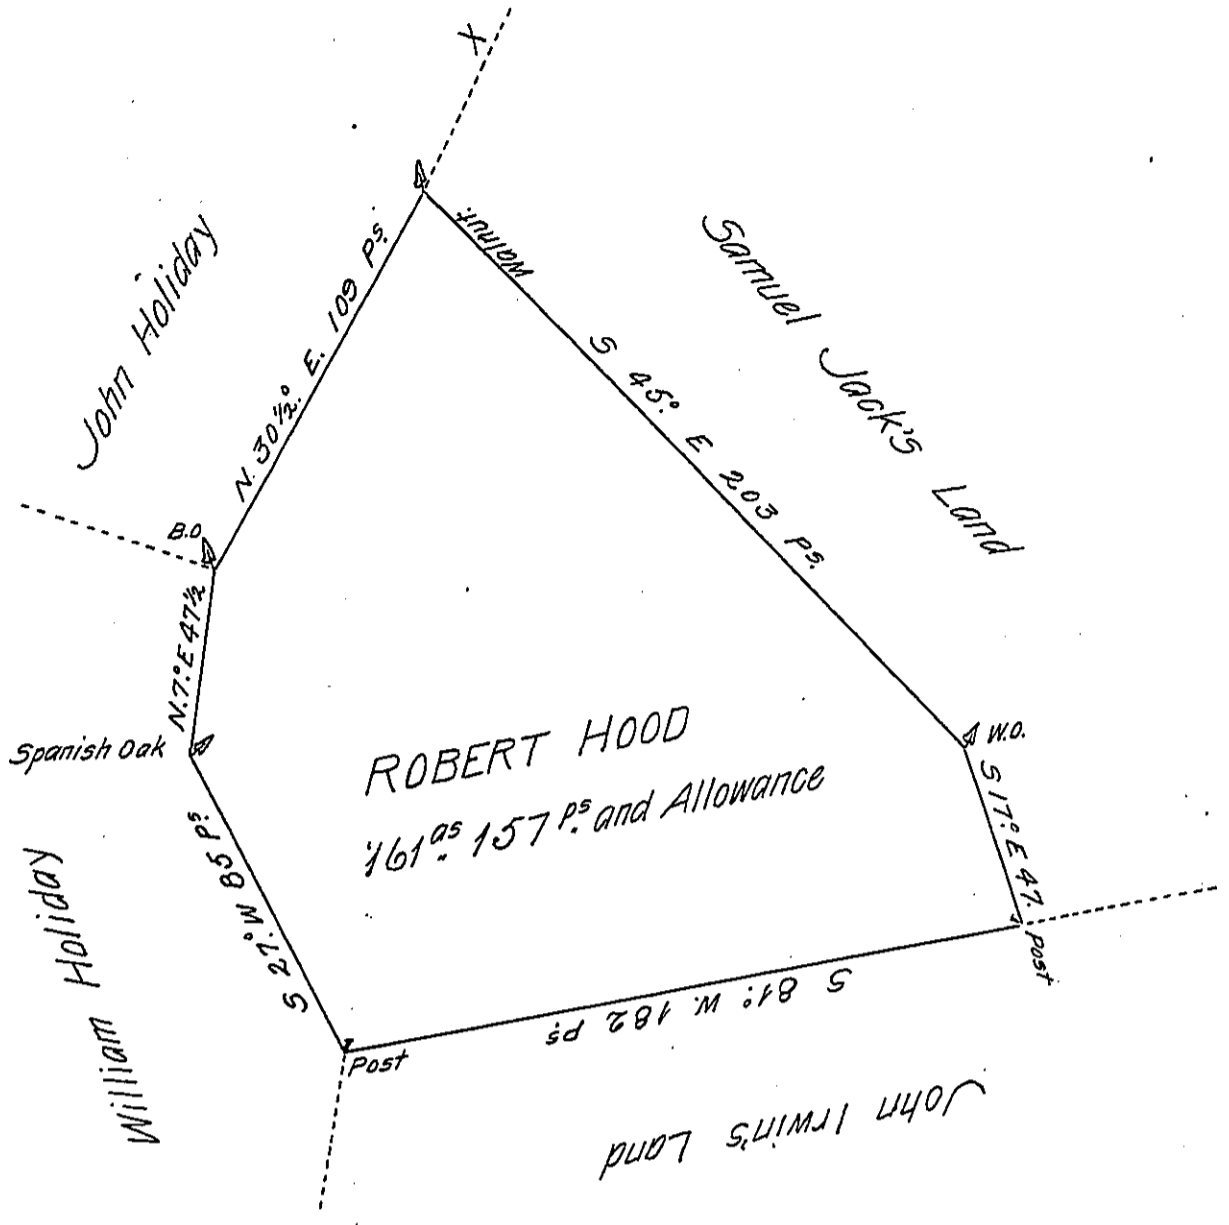 X
John Holiday
N. 30½.° E. 109 Ps.
Walnut.
Samuel Jack's Land
S 45.° E 203 Ps.
B.O
N.7.°E 47½
Spanish Oak
W.O.
ROBERT HOOD
161as. 157 Ps. and Allowance
S 17.° E 47.
S 27.° W 85 Ps
William Holiday
Post
S 81.° W. 182 Ps
Post
John Irwin's Land